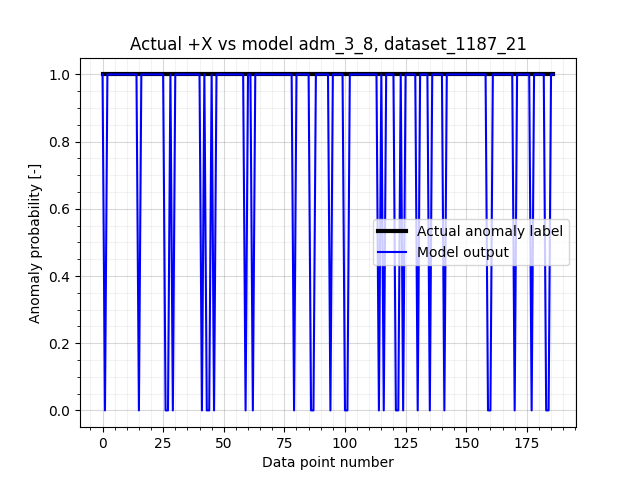 Actual +X vs model adm_3_8, dataset_1187_21
1.0
0.8
0.6
0.4
0.2
0.0
Anomaly probability [-]
Actual anomaly label
Model output
0 25 50 75 100 125 150 175
Data point number